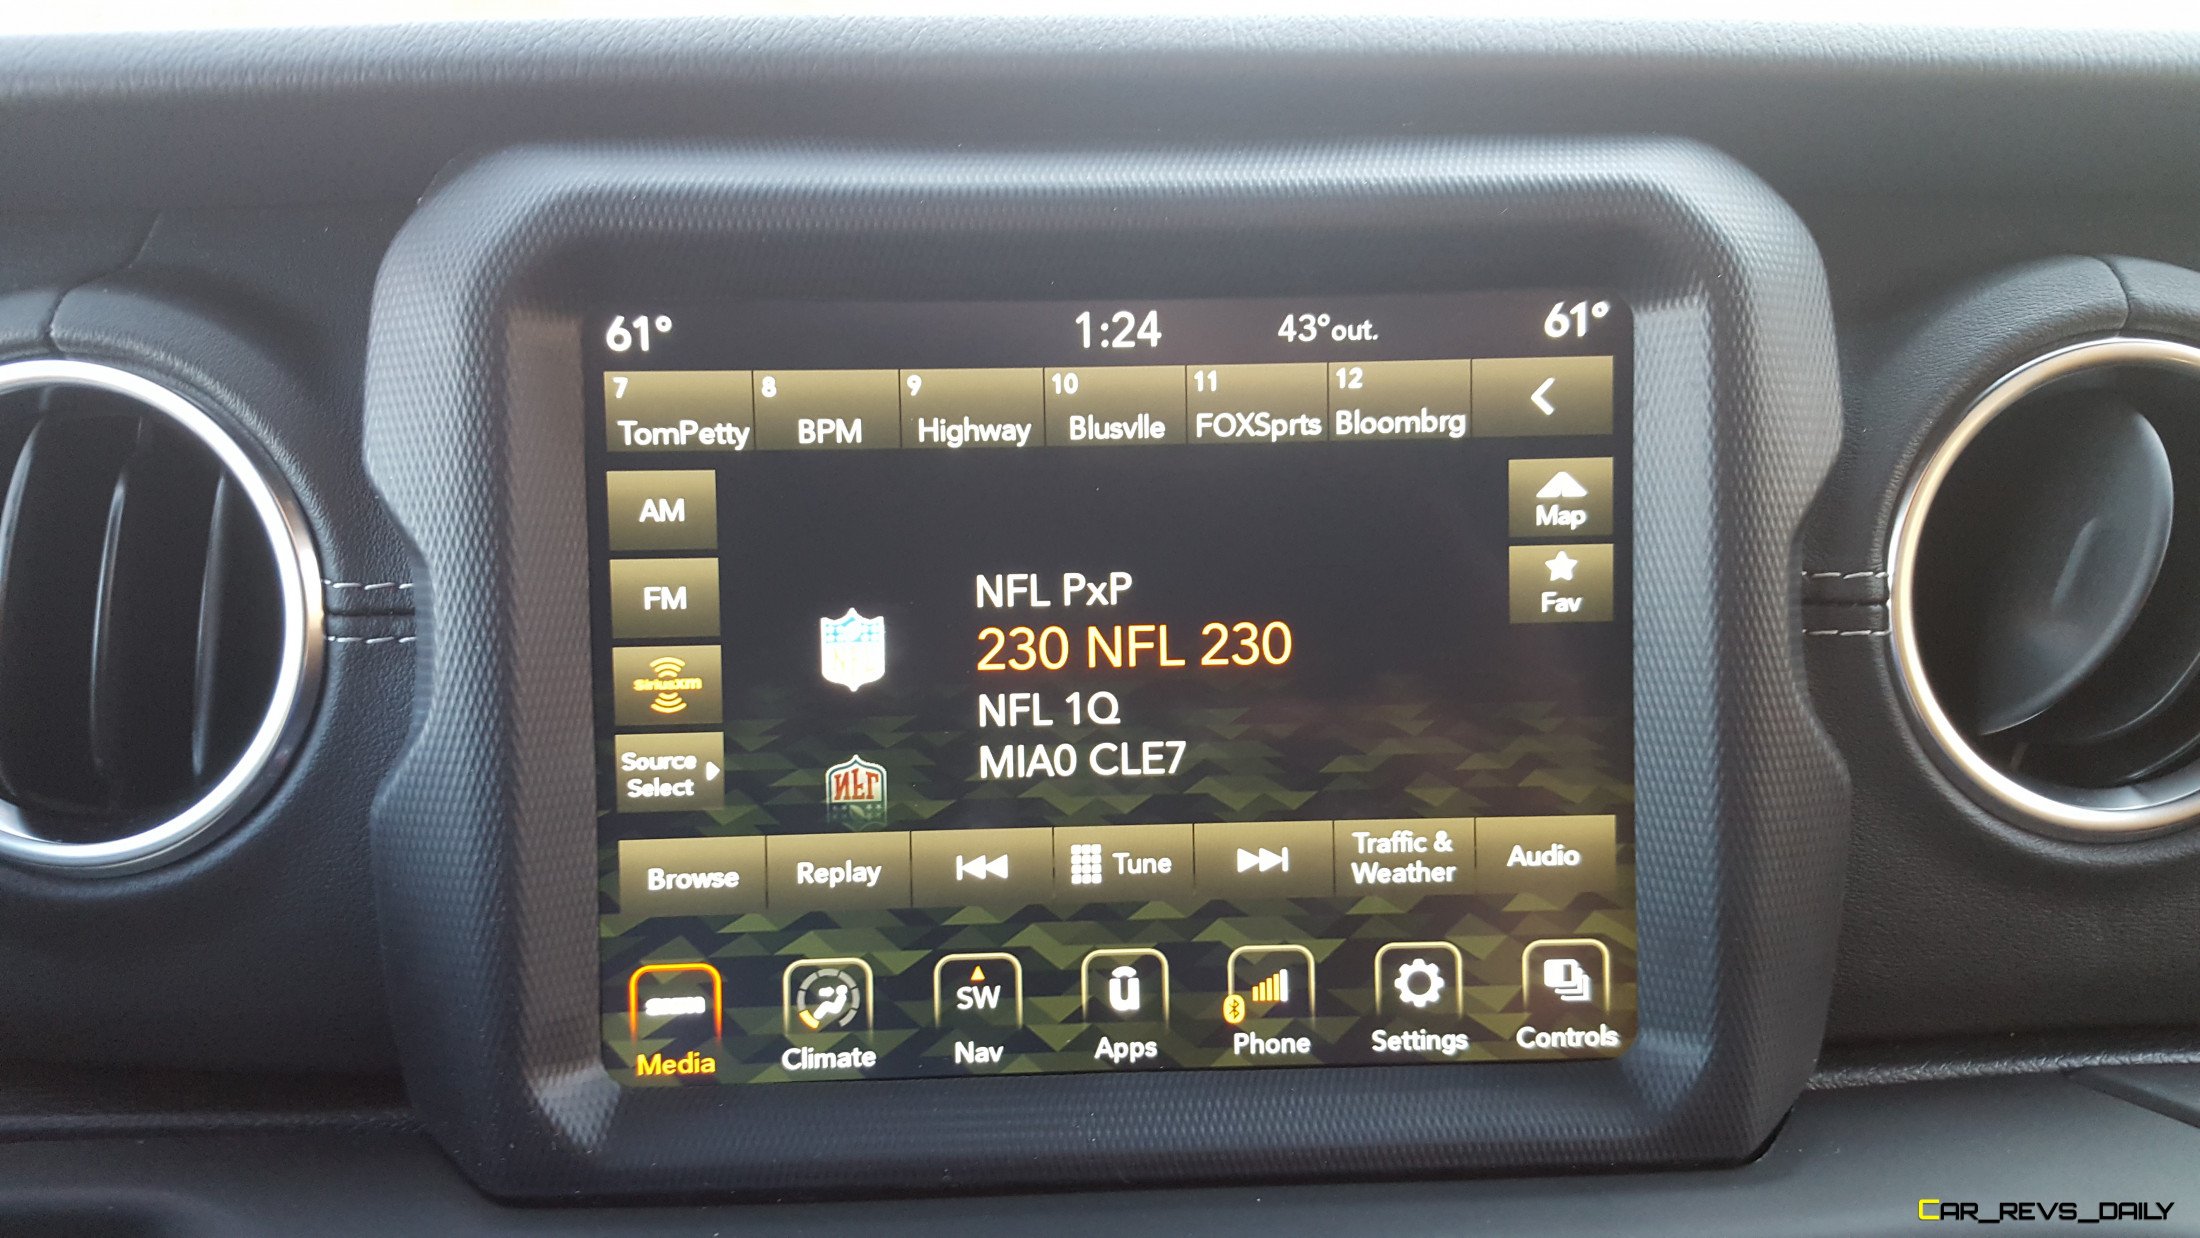 61° 1:24 43°out. 61°
7 8 9 10 11 12
TomPetty BPM Highway Blusvlle FOXSprts Bloombrg
AM
Map
FM
Fav
siriusxm
Source
Select
NFL PxP
230 NFL 230
NFL 1Q
MIA0 CLE7
NFL
Browse Replay Tune Traffic &
Weather Audio
SW
Media Climate Nav Apps Phone Settings Controls
CAR_REVS_DAILY